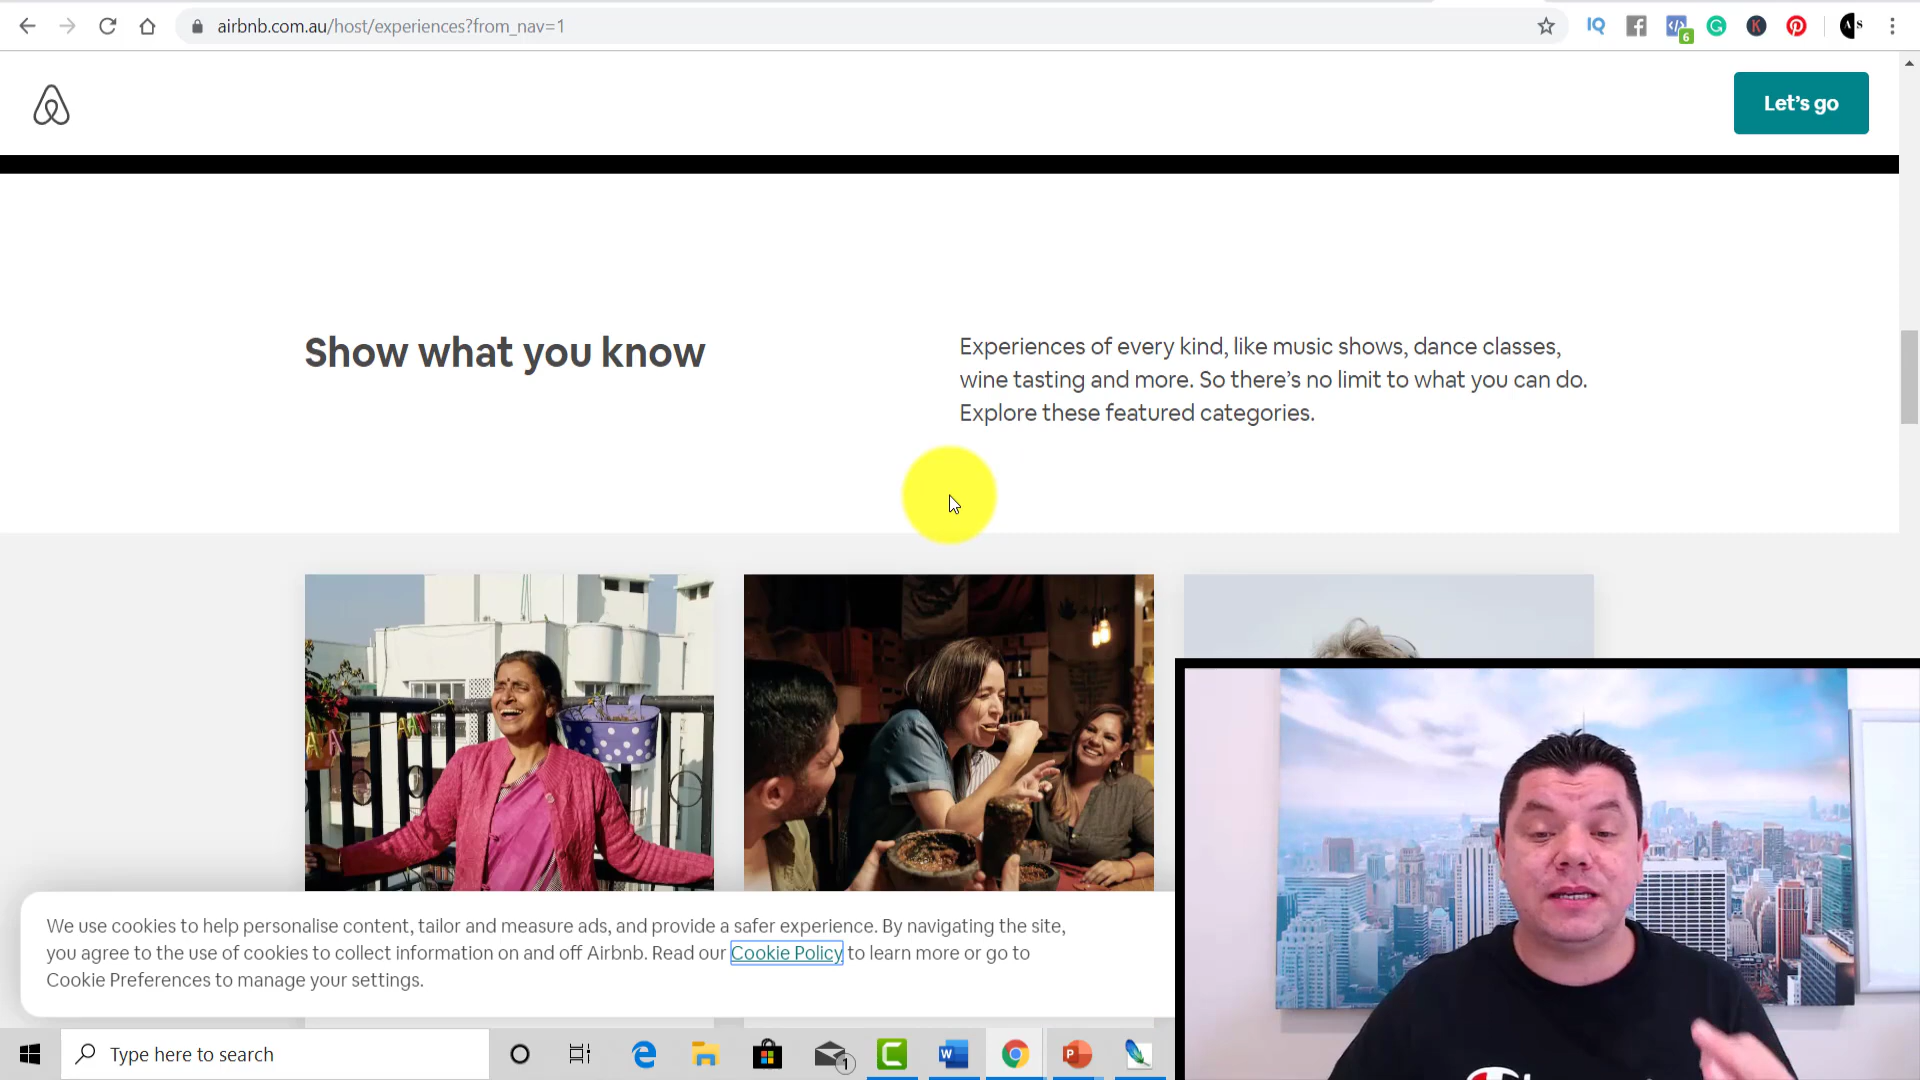 airbnb.com.au/host/experiences?from_nav=1
6
A S
Let's go
Show what you know
Experiences of every kind, like music shows, dance classes,
wine tasting and more. So there's no limit to what you can do.
Explore these featured categories.
We use cookies to help personalise content, tailor and measure ads, and provide a safer experience. By navigating the site,
you agree to the use of cookies to collect information on and off Airbnb. Read our Cookie Policy to learn more or go to
Cookie Preferences to manage your settings.
Type here to search
1